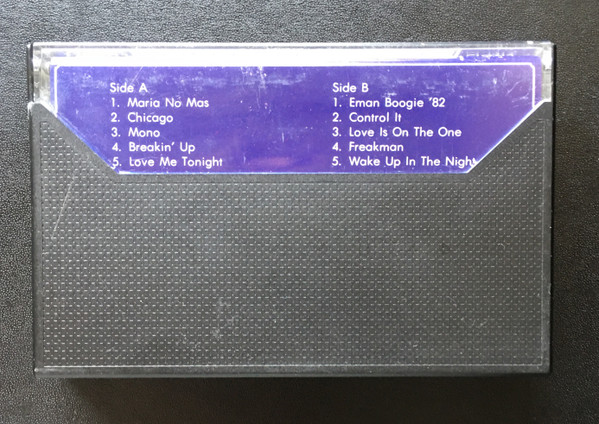 Side A
1. Maria No Mas
2. Chicago
3. Mono
4. Breakin' Up
5. Love Me Tonight
Side B
1. Eman Boogie '82
2. Control It
3. Love Is On The One
4. Freakman
5. Wake Up In The Night